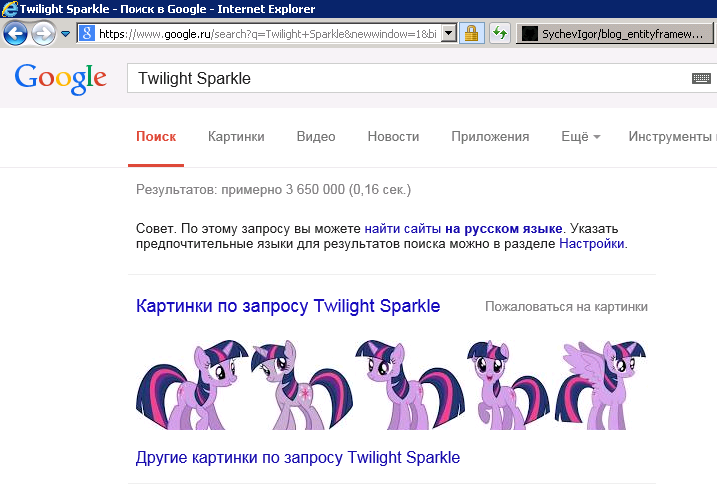 Twilight Sparkle - Поиск в Google - Internet Explorer
https://www.google.ru/search?q=Twilight+Sparkle&newwindow=1&bi
SychevIgor/blog_entityframew...
Google
Twilight Sparkle
Поиск Картинки Видео Новости Приложения Ещё Инструменты
Результатов: примерно 3 650 000 (0,16 сек.)
Совет. По этому запросу вы можете найти сайты на русском языке. Указать
предпочтительные языки для результатов поиска можно в разделе Настройки.
Картинки по запросу Twilight Sparkle
Пожаловаться на картинки
Другие картинки по запросу Twilight Sparkle